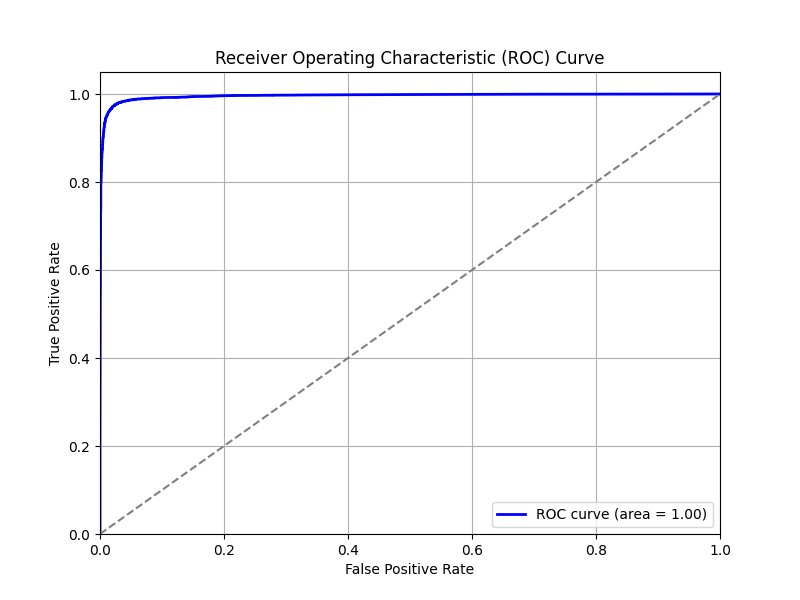 Receiver Operating Characteristic (ROC) Curve
True Positive Rate
1.0
0.8
0.6
0.4
0.2
0.0
ROC curve (area = 1.00)
0.0 0.2 0.4 0.6 0.8 1.0
False Positive Rate